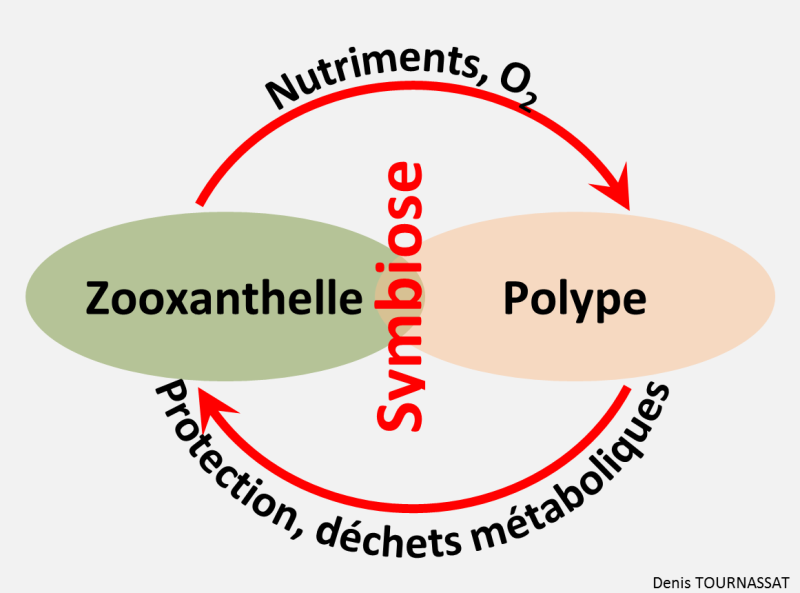 Nutriments, O₂
Symbiose
Zooxanthelle
Polype
Protection, déchets métaboliques
Denis TOURNASSAT